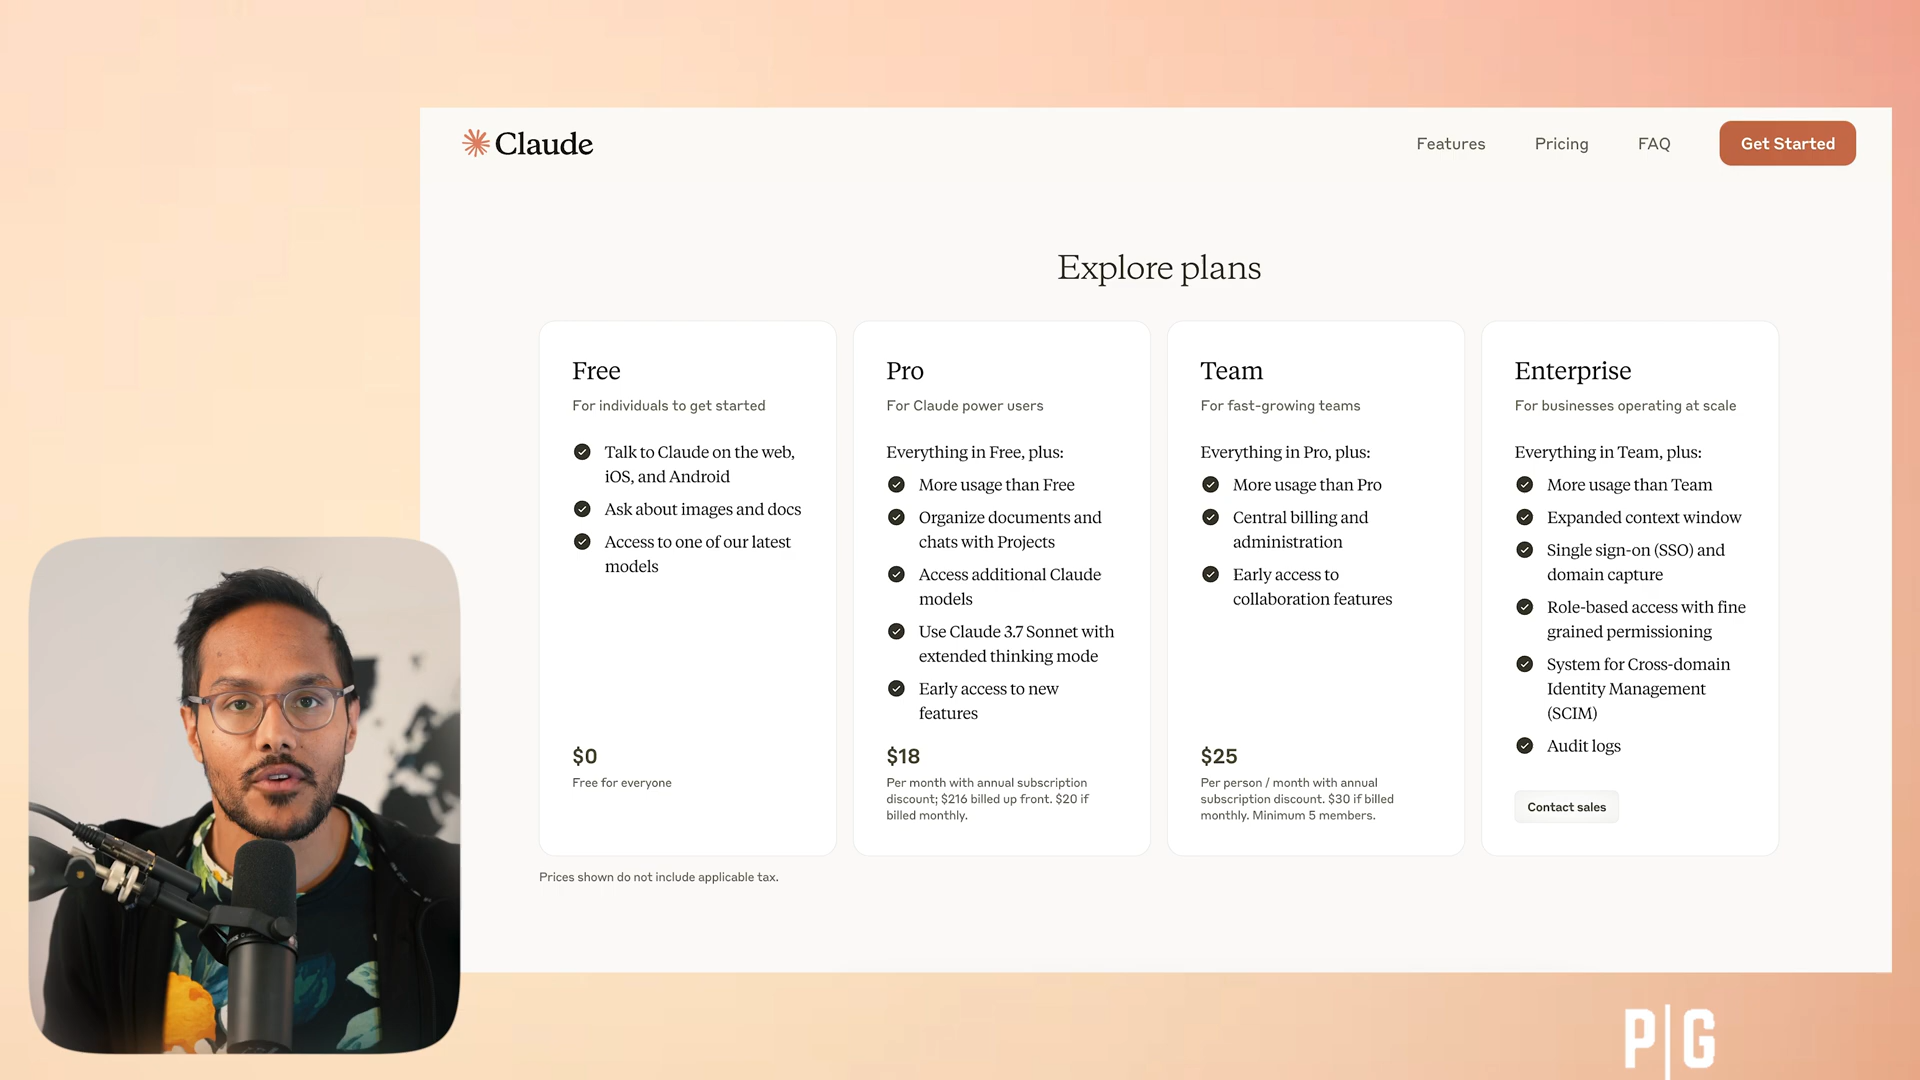 Claude
Features
Pricing
FAQ
Get Started
Explore plans
Free
For individuals to get started
Talk to Claude on the web,
iOS, and Android
Ask about images and docs
Access to one of our latest
models
$0
Free for everyone
Pro
For Claude power users
Everything in Free, plus:
More usage than Free
Organize documents and
chats with Projects
Access additional Claude
models
Use Claude 3.7 Sonnet with
extended thinking mode
Early access to new
features
$18
Per month with annual subscription
discount; $216 billed up front. $20 if
billed monthly.
Team
For fast-growing teams
Everything in Pro, plus:
More usage than Pro
Central billing and
administration
Early access to
collaboration features
$25
Per person / month with annual
subscription discount. $30 if billed
monthly. Minimum 5 members.
Enterprise
For businesses operating at scale
Everything in Team, plus:
More usage than Team
Expanded context window
Single sign-on (SSO) and
domain capture
Role-based access with fine
grained permissioning
System for Cross-domain
Identity Management
(SCIM)
Audit logs
Contact sales
Prices shown do not include applicable tax.
P|G